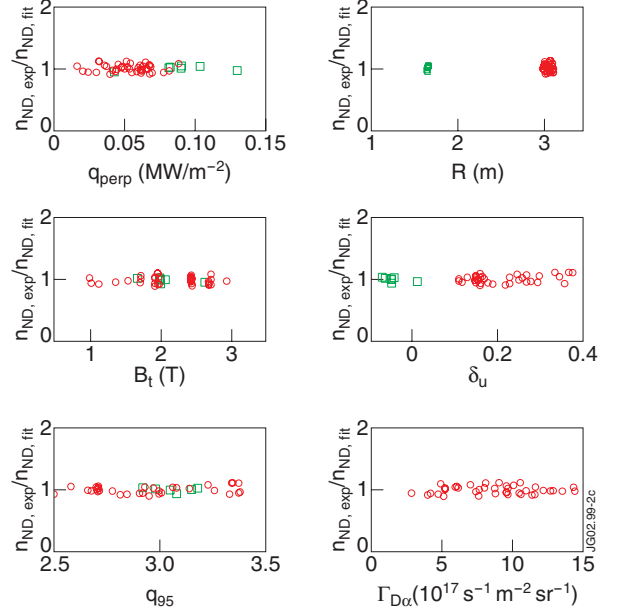 2
1
0
n_ND, exp/n_ND, fit
0
0.05
0.10
0.15
q_perp (MW/m⁻²)
2
1
0
n_ND, exp/n_ND, fit
1
2
3
R (m)
2
1
0
n_ND, exp/n_ND, fit
1
2
3
B_t (T)
2
1
0
n_ND, exp/n_ND, fit
0
0.2
0.4
δ_u
2
1
0
n_ND, exp/n_ND, fit
2.5
3.0
3.5
q_95
2
1
0
n_ND, exp/n_ND, fit
0
5
10
15
Γ_Dα(10¹⁷ s⁻¹ m⁻² sr⁻¹)
JG02.99-2c